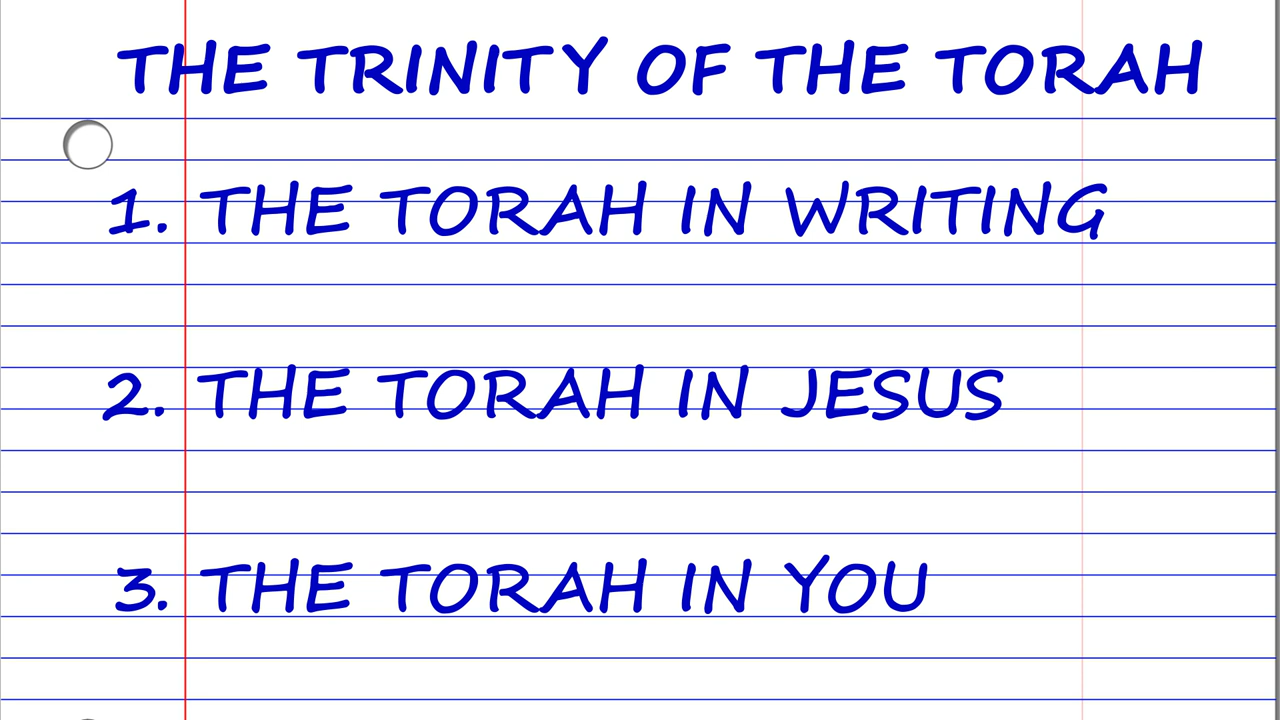 THE TRINITY OF THE TORAH
1. THE TORAH IN WRITING
2. THE TORAH IN JESUS
3. THE TORAH IN YOU